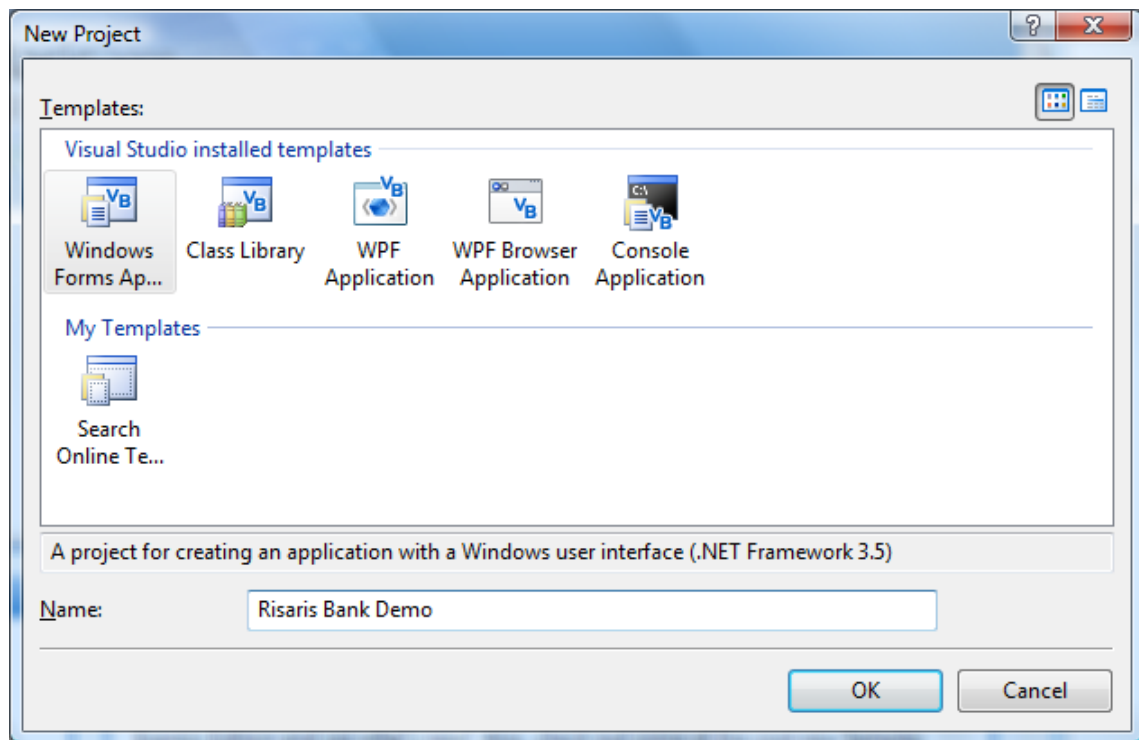 New Project
Templates:
Visual Studio installed templates
Windows Forms Ap...
Class Library
WPF Application
WPF Browser Application
Console Application
My Templates
Search Online Te...
A project for creating an application with a Windows user interface (.NET Framework 3.5)
Name:
Risaris Bank Demo
OK
Cancel